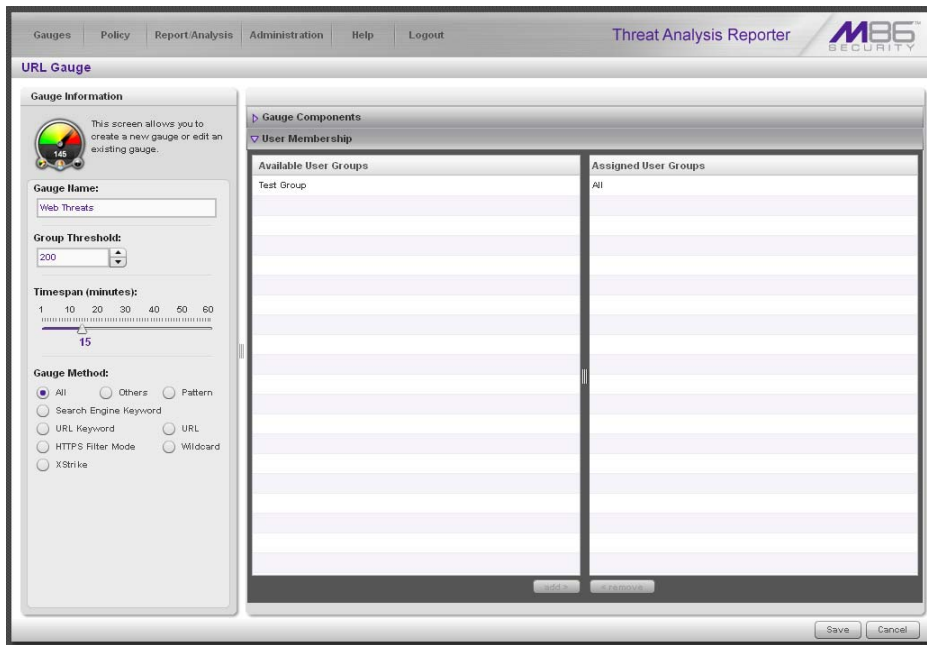 Gauges Policy Report/Analysis Administration Help Logout
Threat Analysis Reporter
M86 SECURITY
URL Gauge
Gauge Information
This screen allows you to
create a new gauge or edit an
existing gauge.
145
Gauge Name:
Web Threats
Group Threshold:
200
Timespan (minutes):
1 10 20 30 40 50 60
15
Gauge Method:
All Others Pattern
Search Engine Keyword
URL Keyword URL
HTTPS Filter Mode Wildcard
XStrike
Gauge Components
User Membership
Available User Groups
Test Group
Assigned User Groups
All
add > < remove
Save Cancel